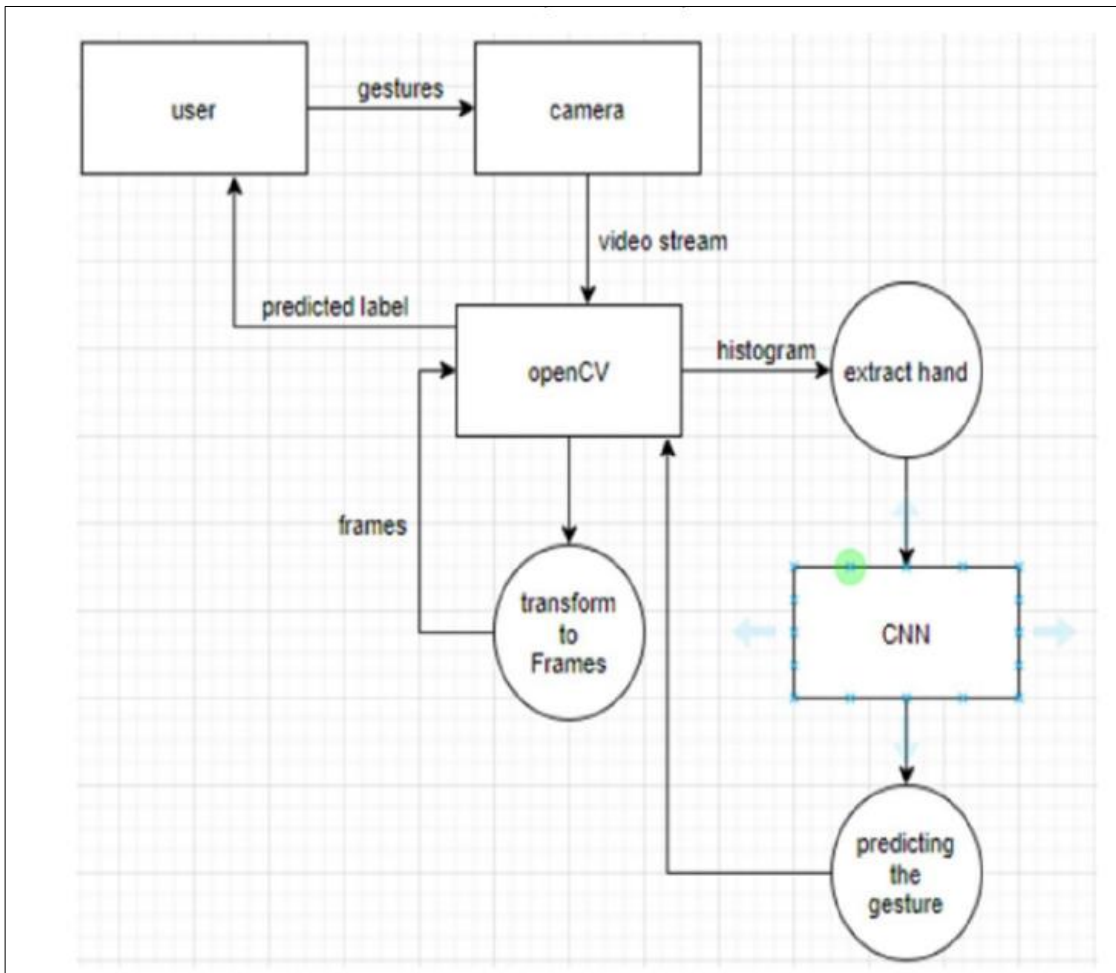 user
gestures
camera
video stream
predicted label
openCV
histogram
extract hand
frames
transform
to
Frames
CNN
predicting
the
gesture